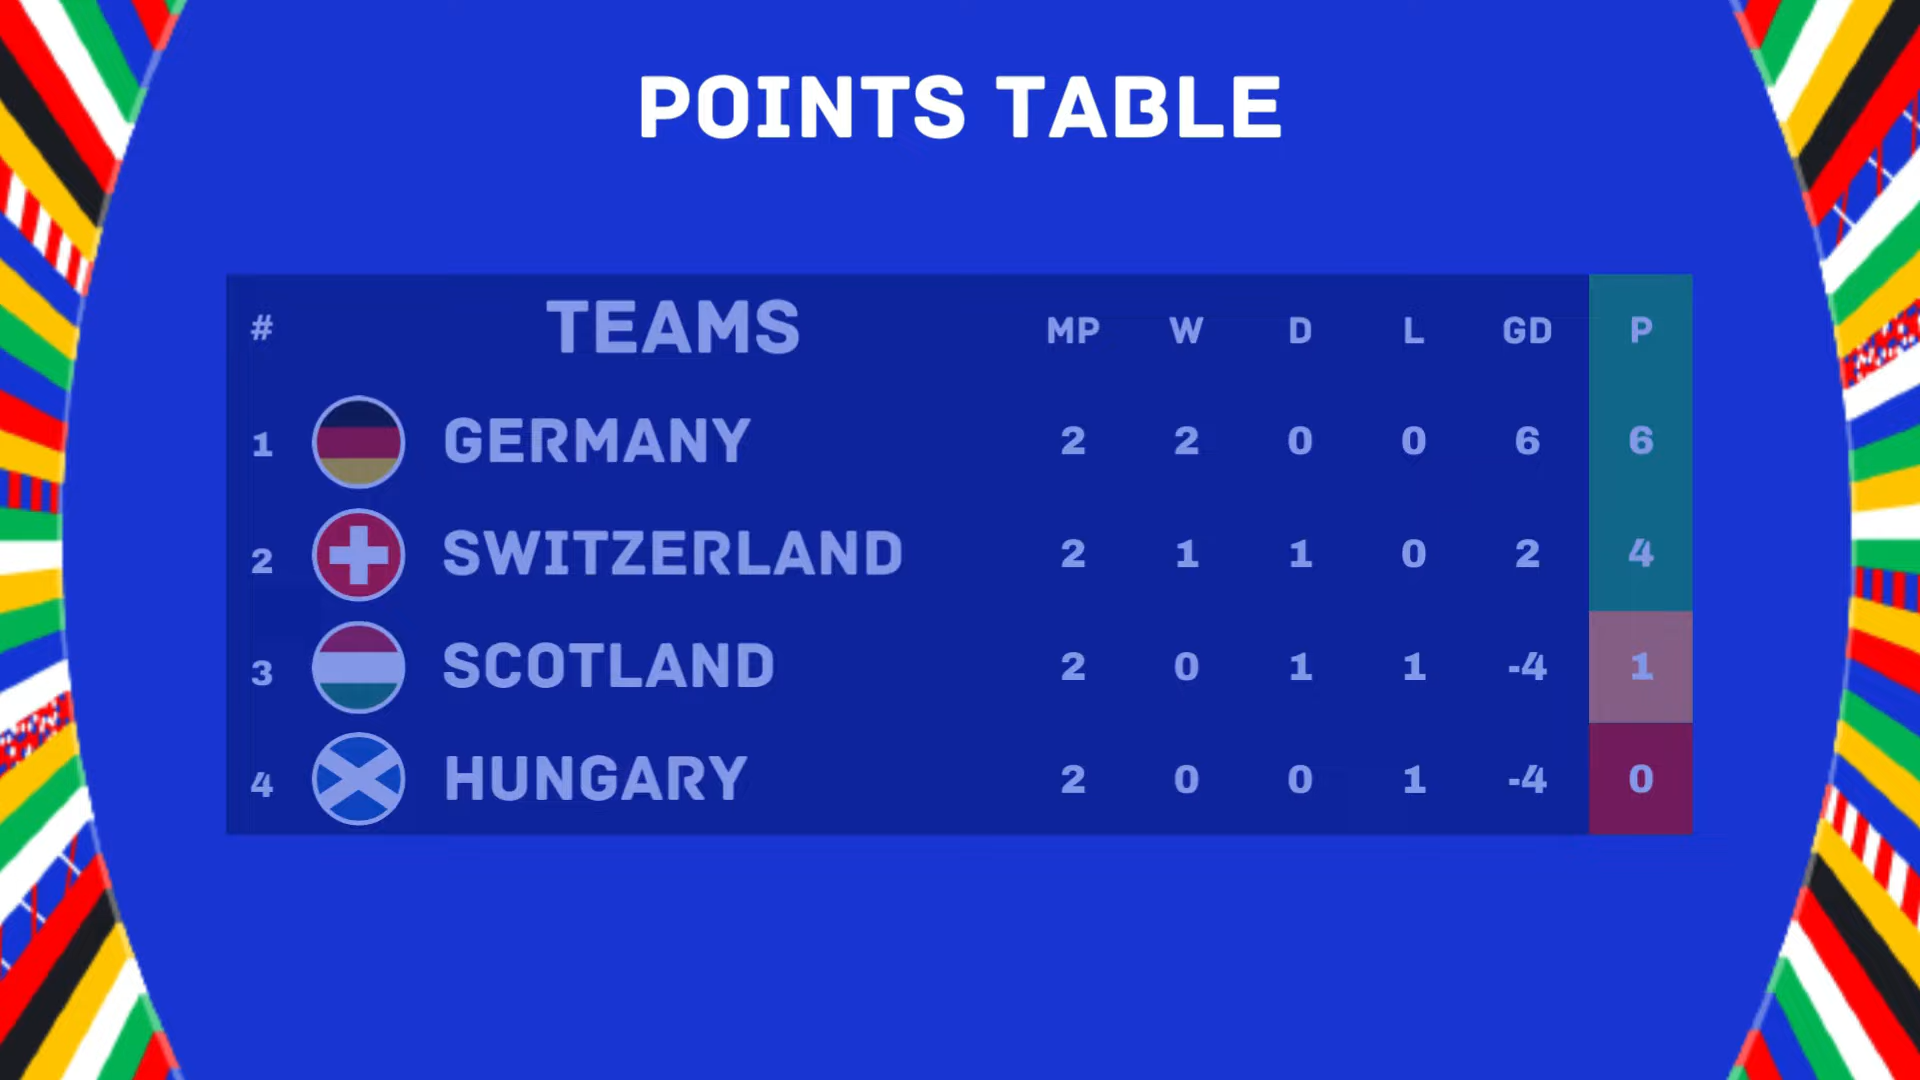 POINTS TABLE
# TEAMS MP W D L GD P
1 GERMANY 2 2 0 0 6 6
2 SWITZERLAND 2 1 1 0 2 4
3 SCOTLAND 2 0 1 1 -4 1
4 HUNGARY 2 0 0 1 -4 0